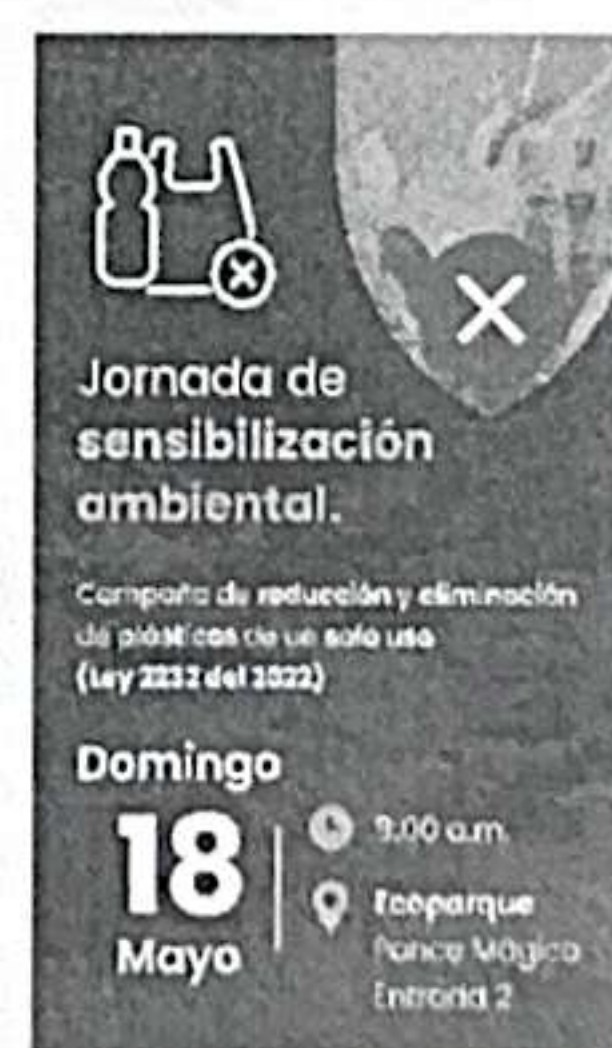 Jornada de
sensibilización
ambiental.
Campaña de reducción y eliminación
de plásticos de un solo uso
(Ley 2232 del 2022)
Domingo
18
Mayo
9:00 a.m.
Ecoparque
Pance Mágico
Entrada 2